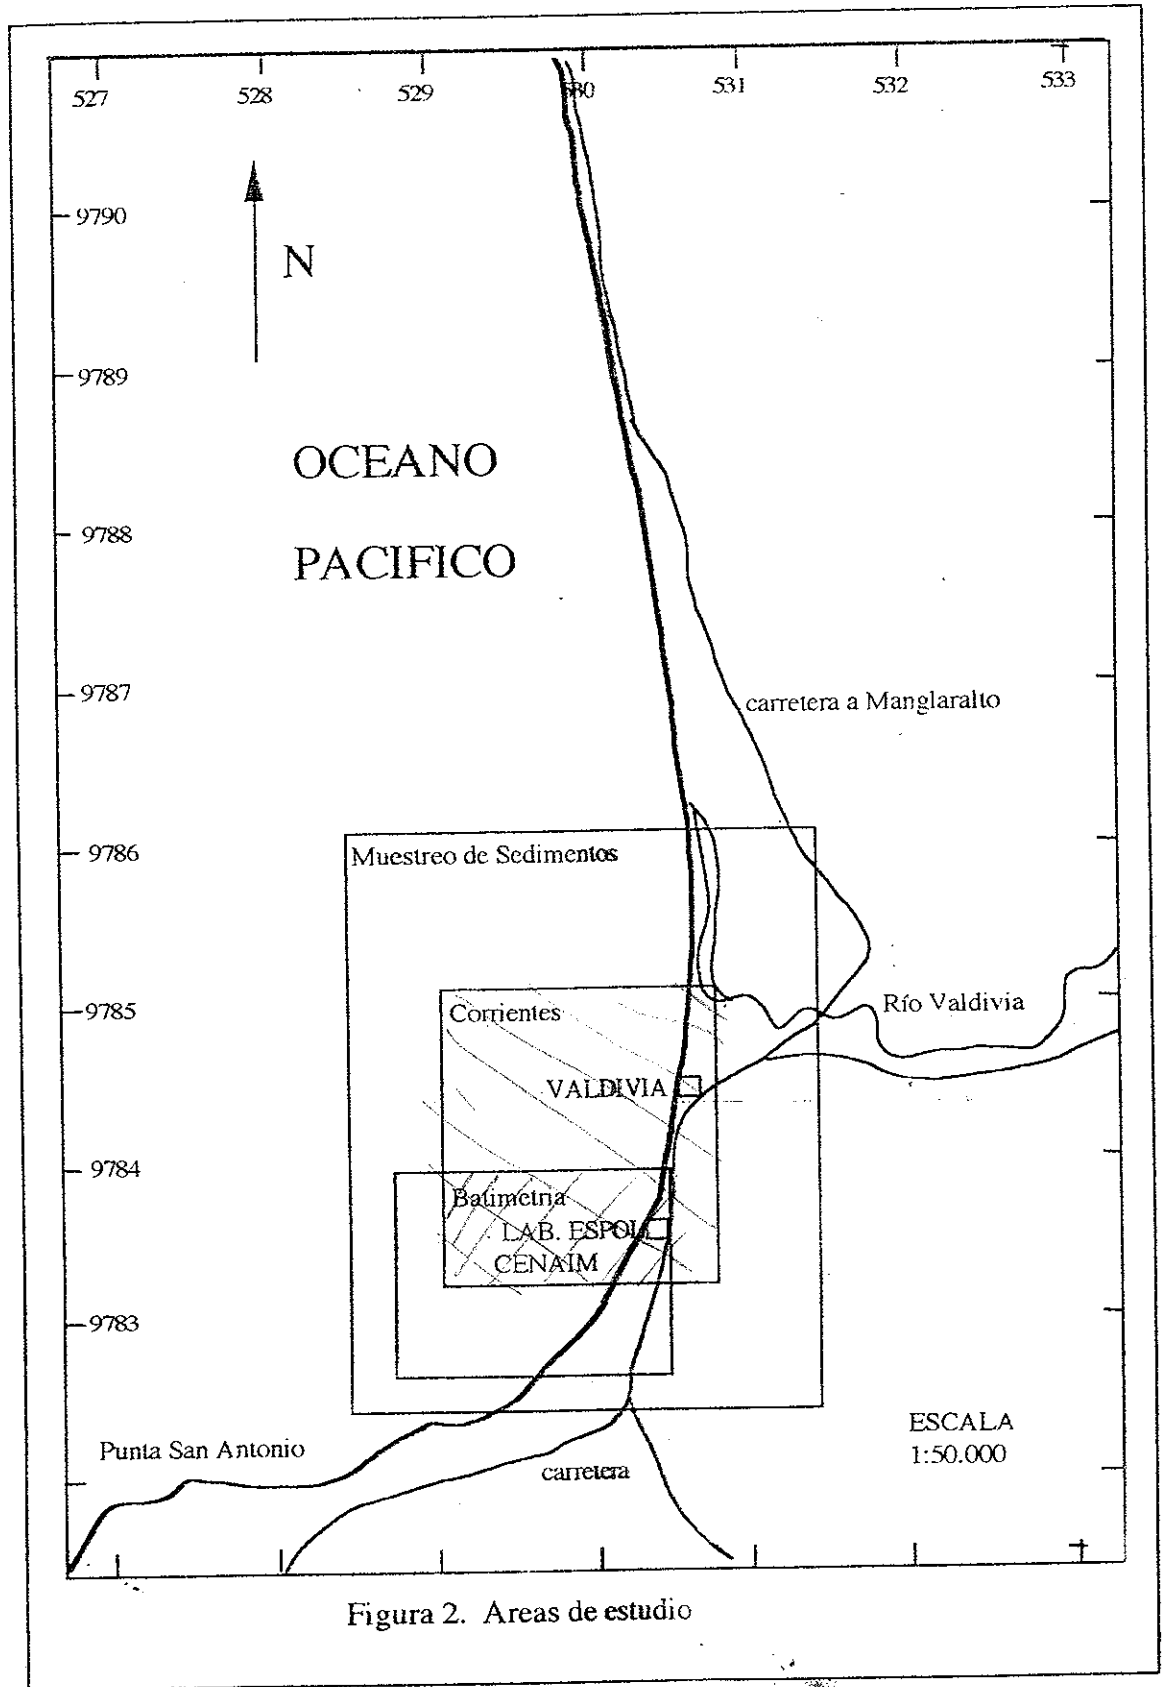 527 528 529 530 531 532 533
9790
N
9789
OCEANO
9788
PACIFICO
9787
carretera a Manglaralto
9786
Muestreo de Sedimentos
9785
Corrientes
Río Valdivia
VALDIVIA
9784
Batimetria
LAB. ESPOL
CENAIM
9783
ESCALA
1:50.000
Punta San Antonio
carretera
Figura 2. Areas de estudio